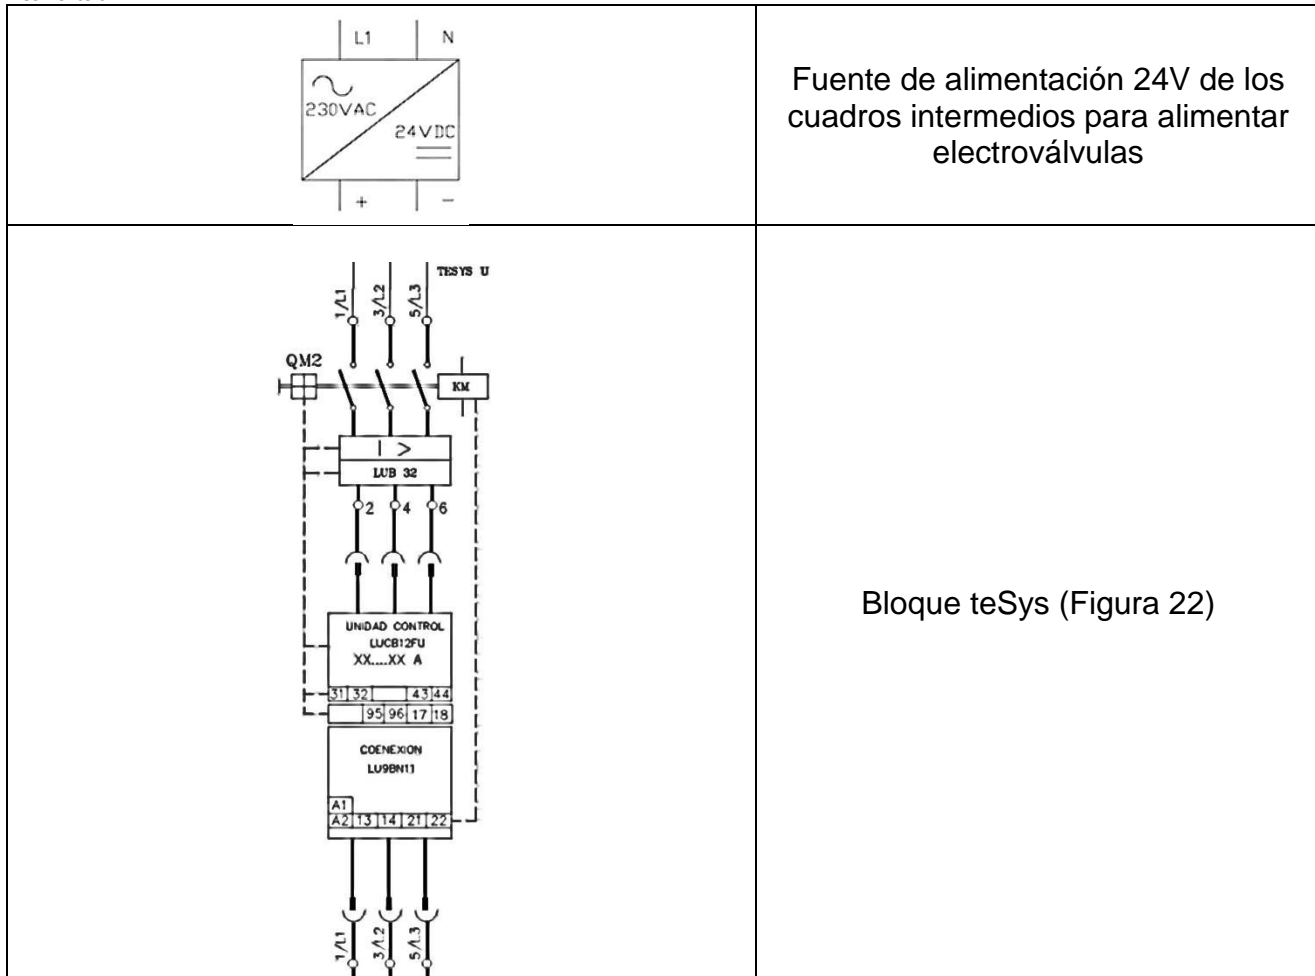 L1 N
230VAC
24VDC
+ -
Fuente de alimentación 24V de los
cuadros intermedios para alimentar
electroválvulas
TESYS U
1/L1 3/L2 5/L3
QM2
KM
I >
LUB 32
2 4 6
UNIDAD CONTROL
LUCB12FU
XX....XX A
31 32 43 44
95 96 17 18
COENEXION
LU9BN11
A1
A2 13 14 21 22
1/L1 3/L2 5/L3
Bloque teSys (Figura 22)